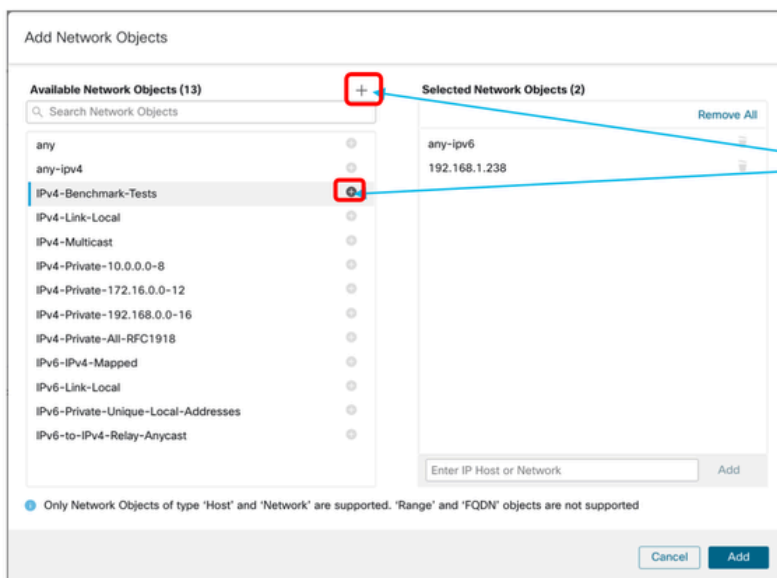 Add Network Objects
Available Network Objects (13)
Search Network Objects
any
any-ipv4
IPv4-Benchmark-Tests
IPv4-Link-Local
IPv4-Multicast
IPv4-Private-10.0.0.0-8
IPv4-Private-172.16.0.0-12
IPv4-Private-192.168.0.0-16
IPv4-Private-All-RFC1918
IPv6-IPv4-Mapped
IPv6-Link-Local
IPv6-Private-Unique-Local-Addresses
IPv6-to-IPv4-Relay-Anycast
Selected Network Objects (2)
Remove All
any-ipv6
192.168.1.238
Enter IP Host or Network Add
Only Network Objects of type 'Host' and 'Network' are supported. 'Range' and 'FQDN' objects are not supported
Cancel Add